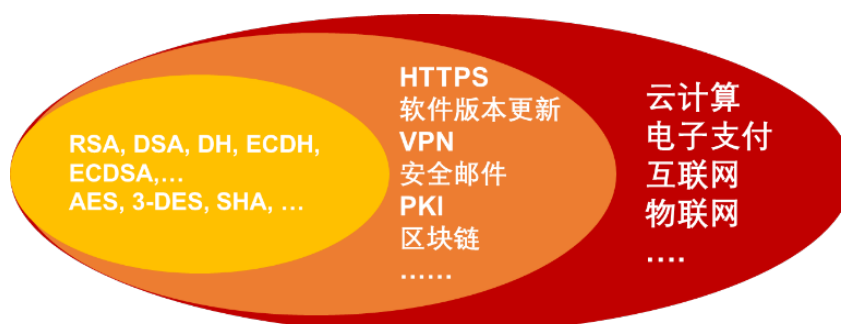 RSA, DSA, DH, ECDH,
ECDSA,...
AES, 3-DES, SHA, ...
HTTPS
软件版本更新
VPN
安全邮件
PKI
区块链
......
云计算
电子支付
互联网
物联网
....